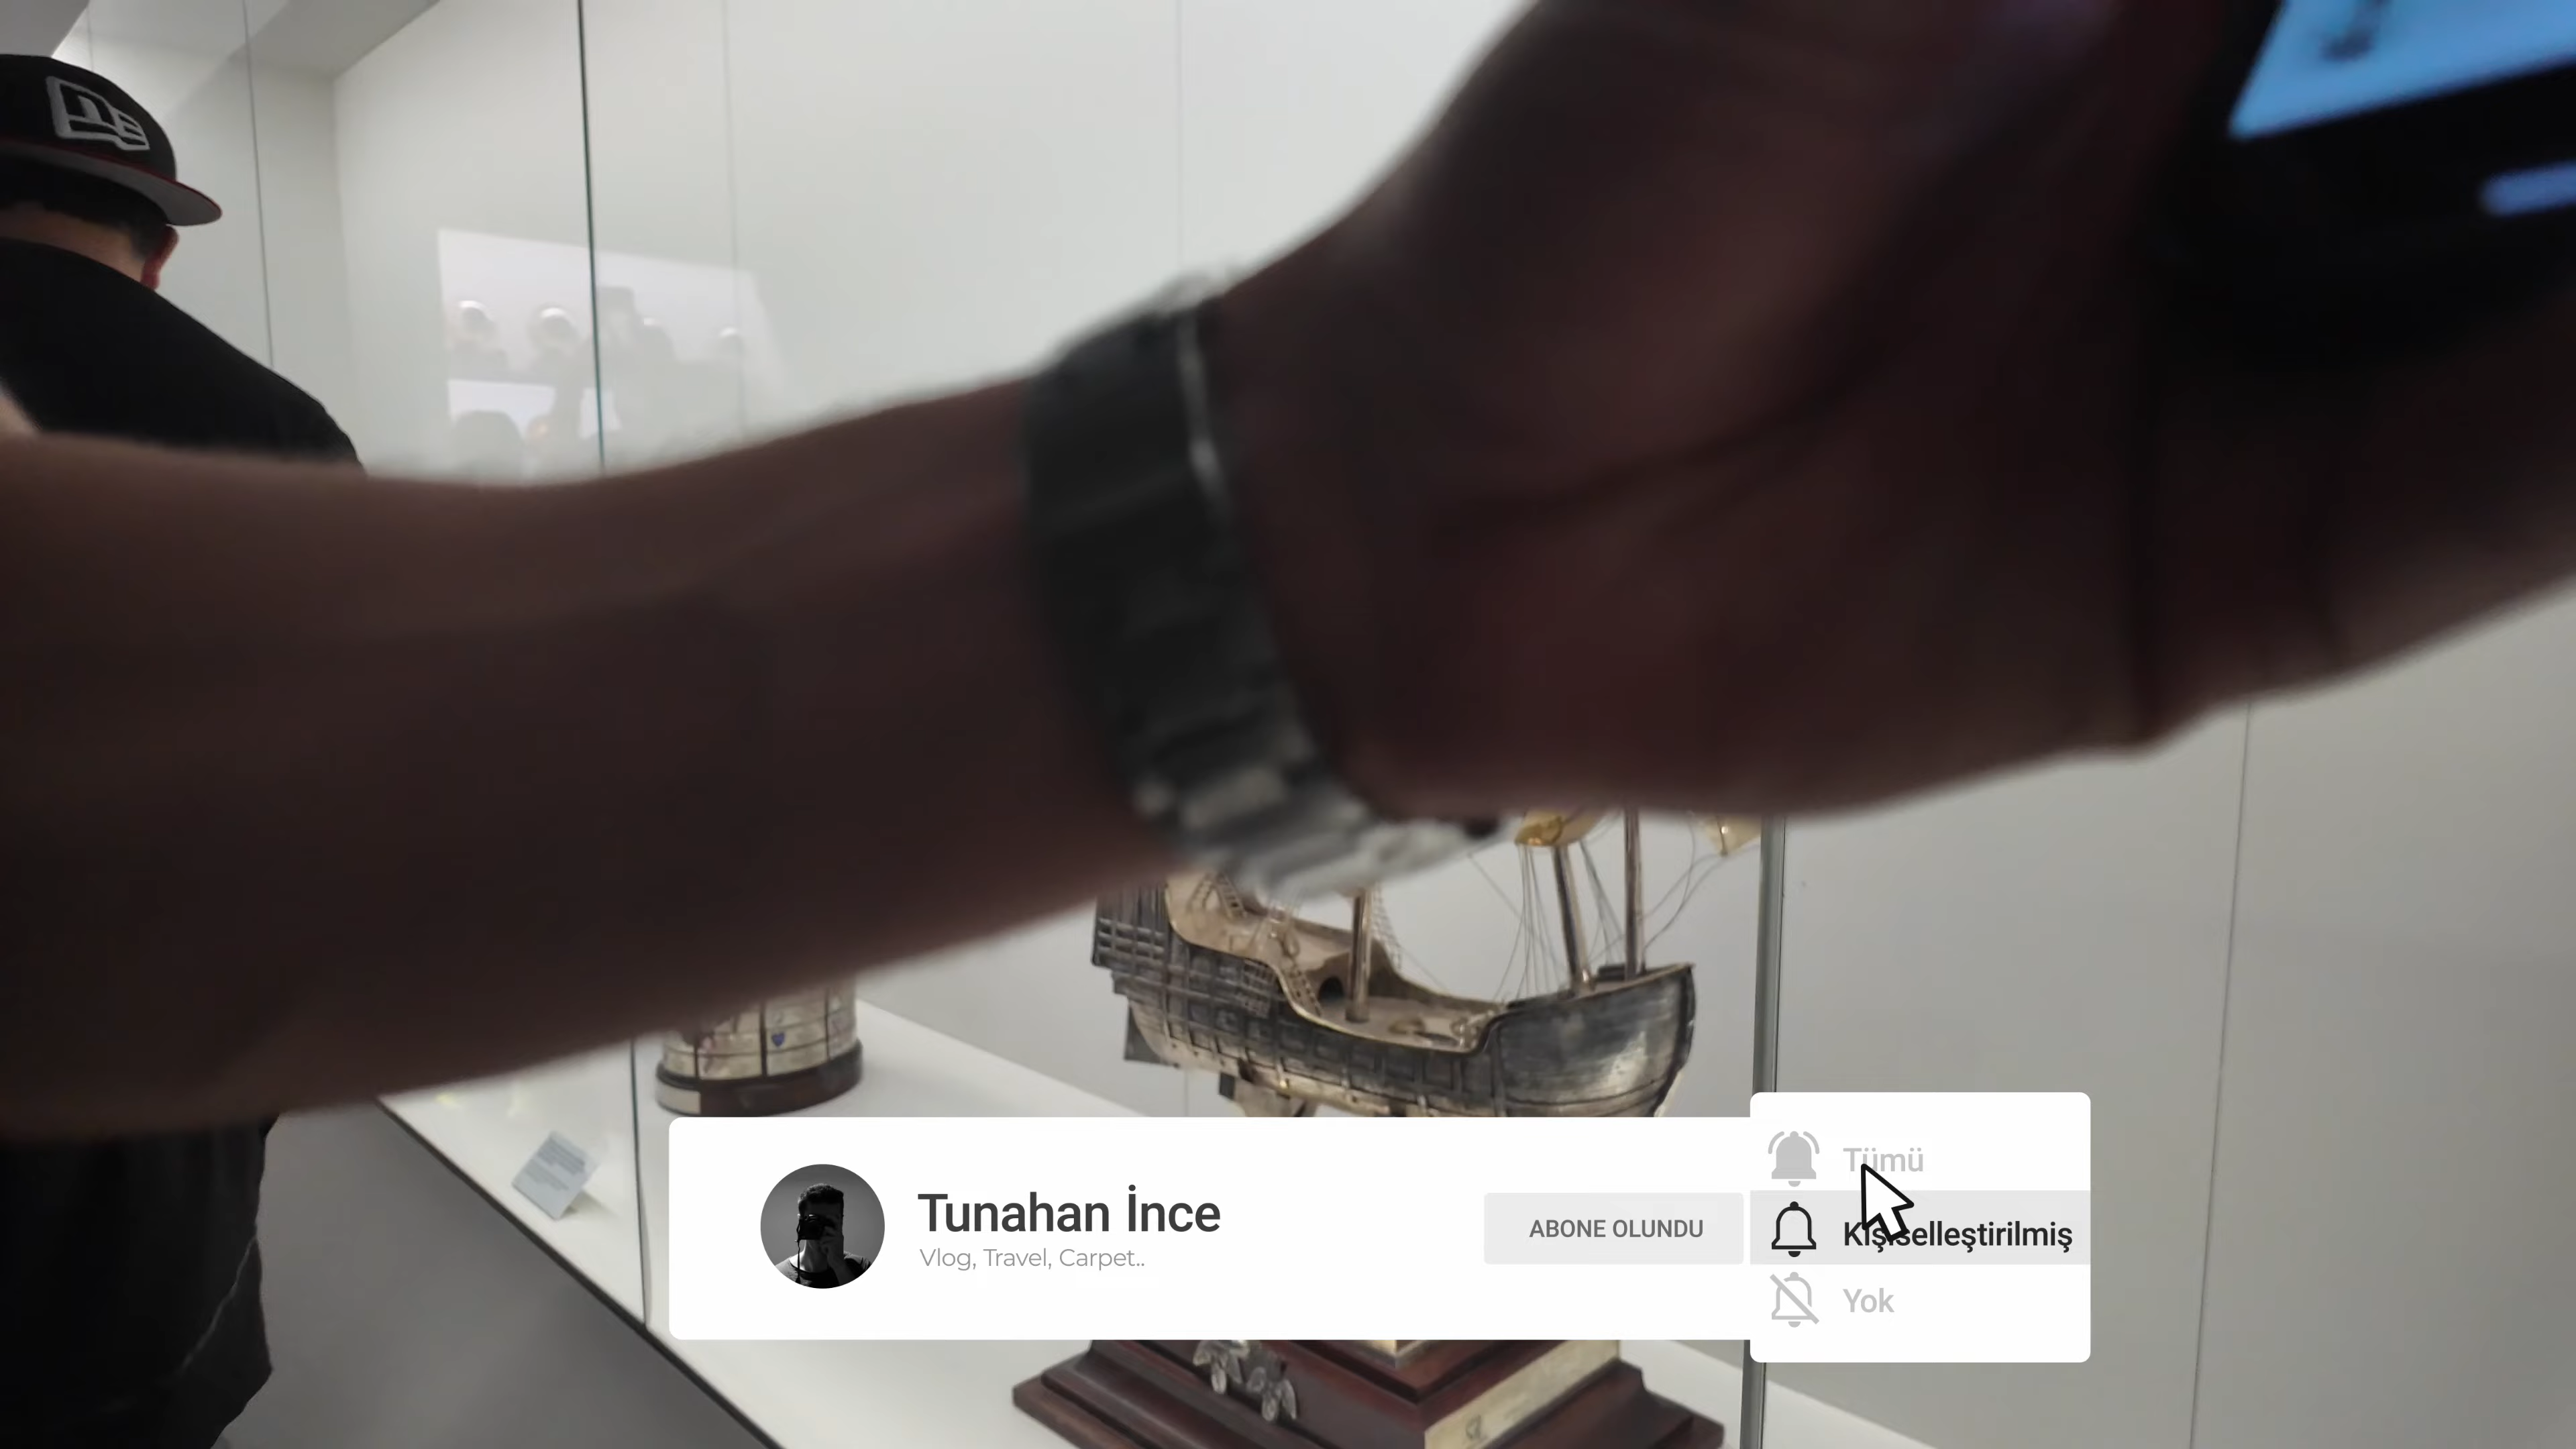 Tunahan İnce
Vlog, Travel, Carpet..
ABONE OLUNDU
Tümü
Kişiselleştirilmiş
Yok